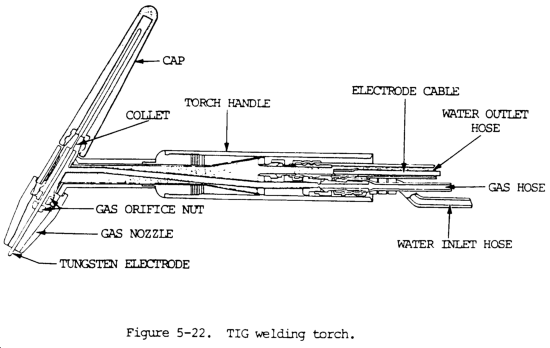 CAP
COLLET
TORCH HANDLE
ELECTRODE CABLE
WATER OUTLET
HOSE
GAS HOSE
WATER INLET HOSE
GAS ORIFICE NUT
GAS NOZZLE
TUNGSTEN ELECTRODE
Figure 5-22. TIG welding torch.